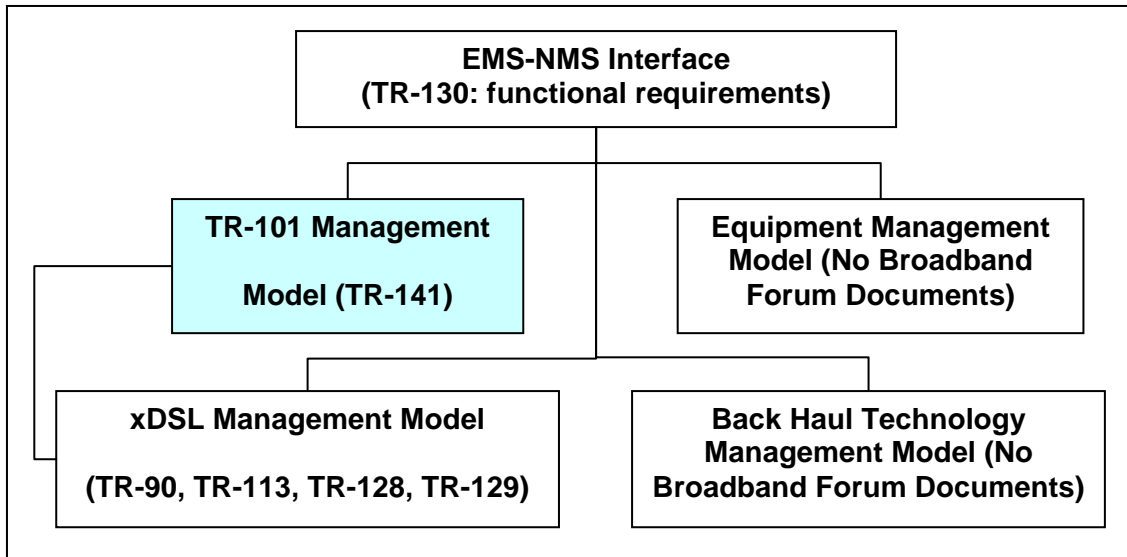 EMS-NMS Interface
(TR-130: functional requirements)
TR-101 Management
Model (TR-141)
Equipment Management
Model (No Broadband
Forum Documents)
xDSL Management Model
(TR-90, TR-113, TR-128, TR-129)
Back Haul Technology
Management Model (No
Broadband Forum Documents)